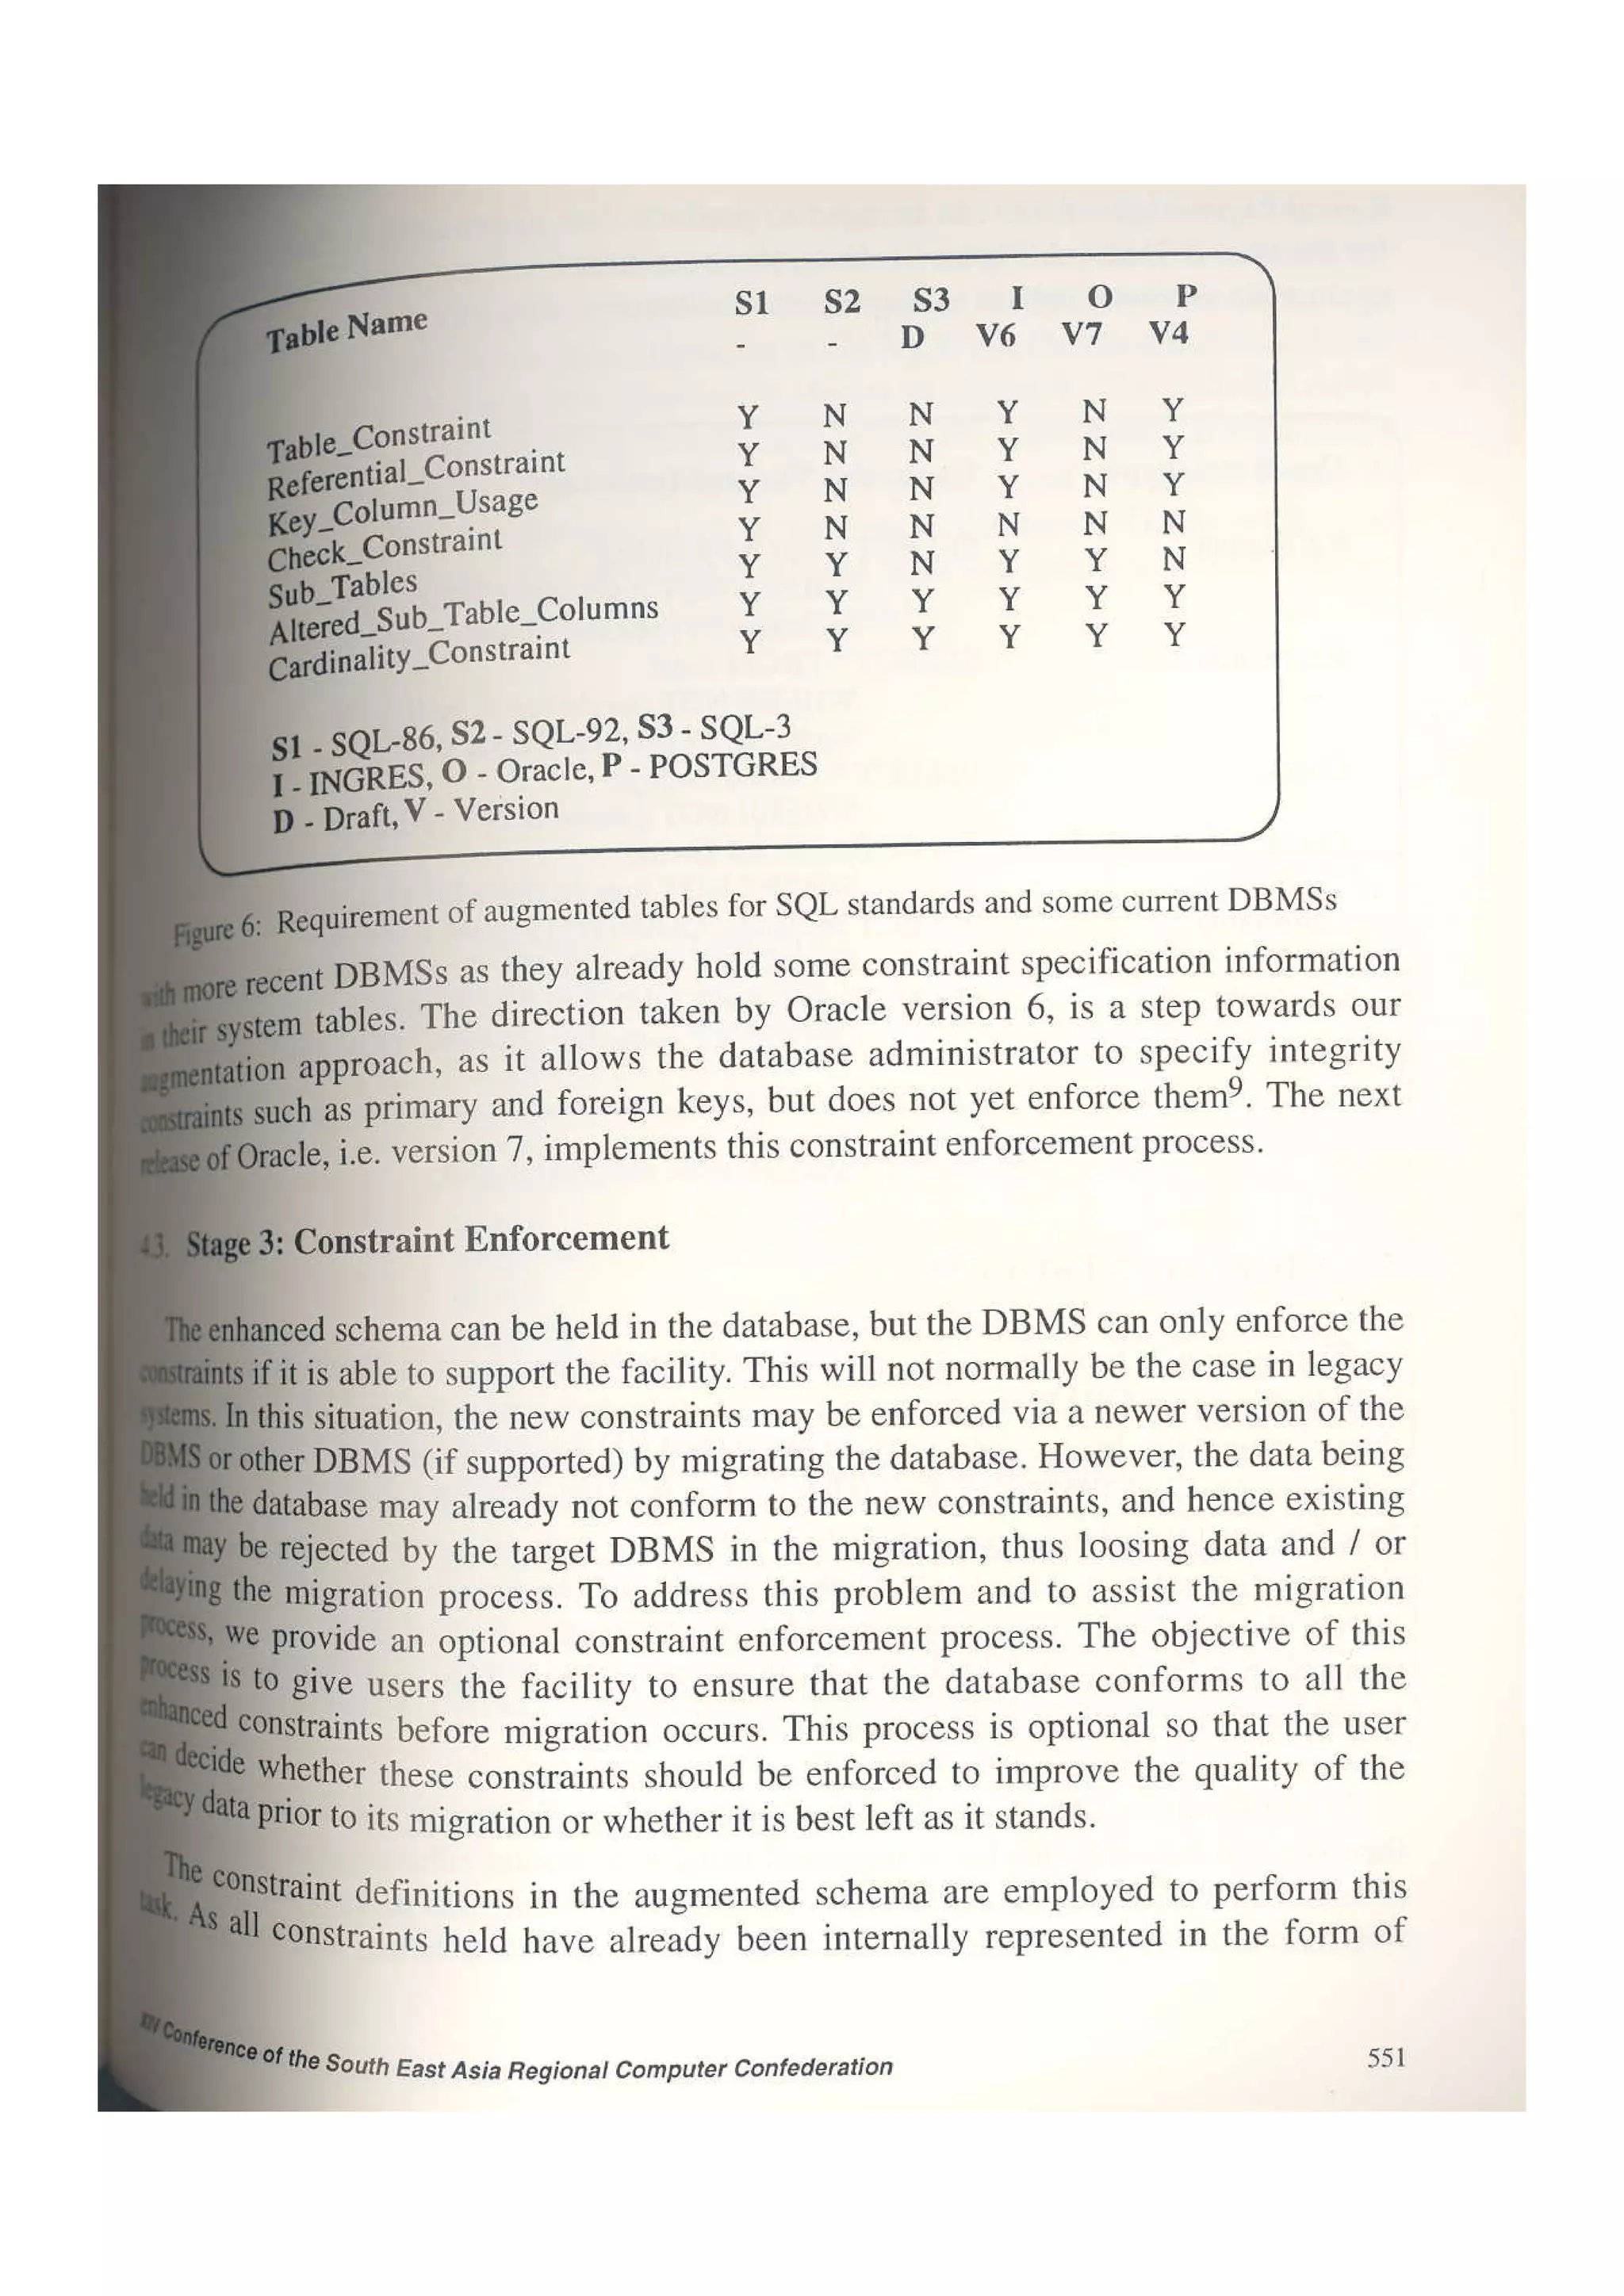 Table Name S1 S2 S3 I O P
- - D V6 V7 V4
Table_Constraint Y N N Y N Y
Referential_Constraint Y N N Y N Y
Key_Column_Usage Y N N Y N Y
Check_Constraint Y N N N N N
Sub_Tables Y Y N Y Y N
Altered_Sub_Table_Columns Y Y Y Y Y Y
Cardinality_Constraint Y Y Y Y Y Y
S1 - SQL-86, S2 - SQL-92, S3 - SQL-3
I - INGRES, O - Oracle, P - POSTGRES
D - Draft, V - Version
Figure 6: Requirement of augmented tables for SQL standards and some current DBMSs
with more recent DBMSs as they already hold some constraint specification information
in their system tables. The direction taken by Oracle version 6, is a step towards our
augmentation approach, as it allows the database administrator to specify integrity
constraints such as primary and foreign keys, but does not yet enforce them9. The next
release of Oracle, i.e. version 7, implements this constraint enforcement process.
4.3. Stage 3: Constraint Enforcement
The enhanced schema can be held in the database, but the DBMS can only enforce the
constraints if it is able to support the facility. This will not normally be the case in legacy
systems. In this situation, the new constraints may be enforced via a newer version of the
DBMS or other DBMS (if supported) by migrating the database. However, the data being
held in the database may already not conform to the new constraints, and hence existing
data may be rejected by the target DBMS in the migration, thus loosing data and / or
delaying the migration process. To address this problem and to assist the migration
process, we provide an optional constraint enforcement process. The objective of this
process is to give users the facility to ensure that the database conforms to all the
enhanced constraints before migration occurs. This process is optional so that the user
can decide whether these constraints should be enforced to improve the quality of the
legacy data prior to its migration or whether it is best left as it stands.
The constraint definitions in the augmented schema are employed to perform this
task. As all constraints held have already been internally represented in the form of
XIV Conference of the South East Asia Regional Computer Confederation 551